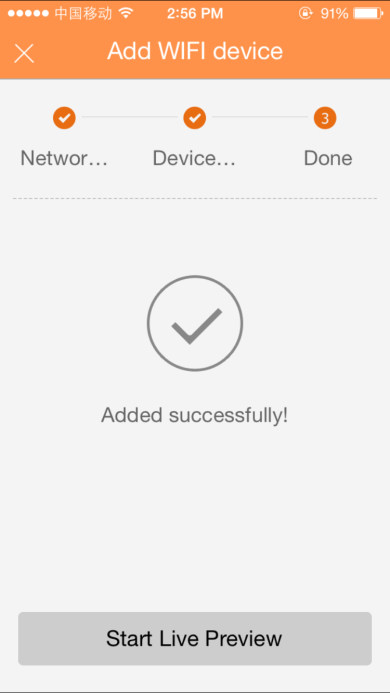 中国移动 2:56 PM 91%
Add WIFI device
3
Networ… Device… Done
Added successfully!
Start Live Preview